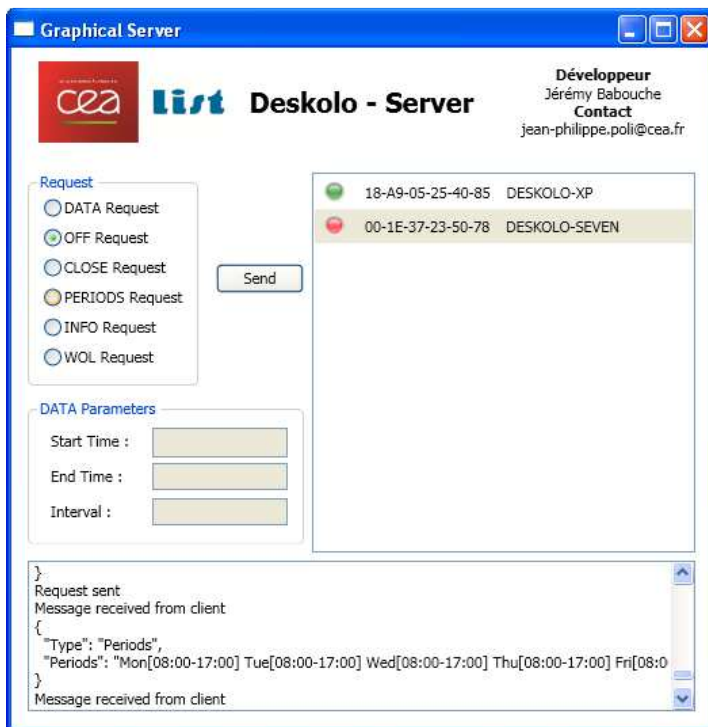 Graphical Server
cea
list
Deskolo - Server
Développeur
Jérémy Babouche
Contact
jean-philippe.poli@cea.fr
Request
DATA Request
OFF Request
CLOSE Request
PERIODS Request
INFO Request
WOL Request
Send
18-A9-05-25-40-85 DESKOLO-XP
00-1E-37-23-50-78 DESKOLO-SEVEN
DATA Parameters
Start Time :
End Time :
Interval :
}
Request sent
Message received from client
{
"Type": "Periods",
"Periods": "Mon[08:00-17:00] Tue[08:00-17:00] Wed[08:00-17:00] Thu[08:00-17:00] Fri[08:0
}
Message received from client